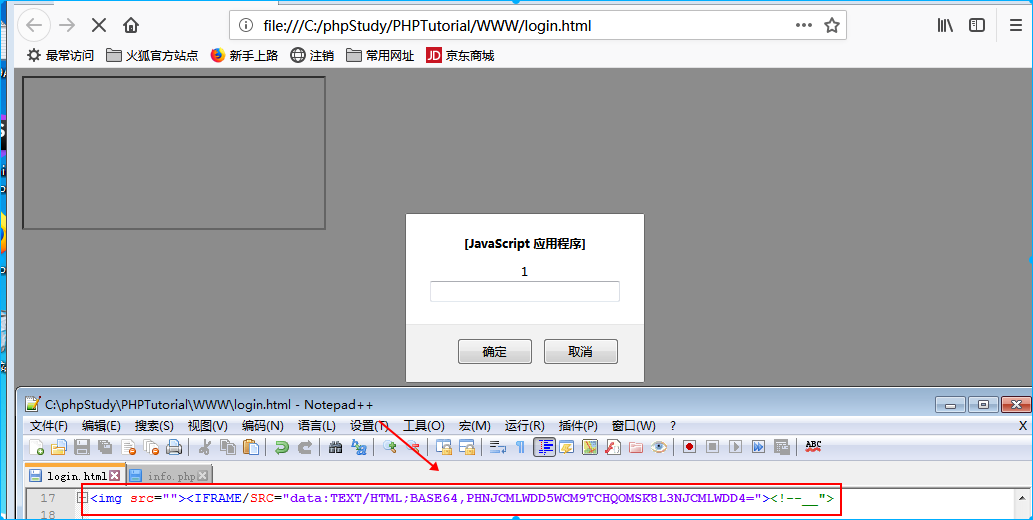 file:///C:/phpStudy/PHPTutorial/WWW/login.html
最常访问 火狐官方站点 新手上路 注销 常用网址 JD 京东商城
[JavaScript 应用程序]
1
确定 取消
C:\phpStudy\PHPTutorial\WWW\login.html - Notepad++
文件(F) 编辑(E) 搜索(S) 视图(V) 编码(N) 语言(L) 设置(T) 工具(O) 宏(M) 运行(R) 插件(P) 窗口(W) ? X
ABC
login.html info.php
17 <img src=""><IFRAME/SRC="data:TEXT/HTML;BASE64,PHNJCMLWDD5WCM9TCHQOMSK8L3NJCMLWDD4="><!--__">
18